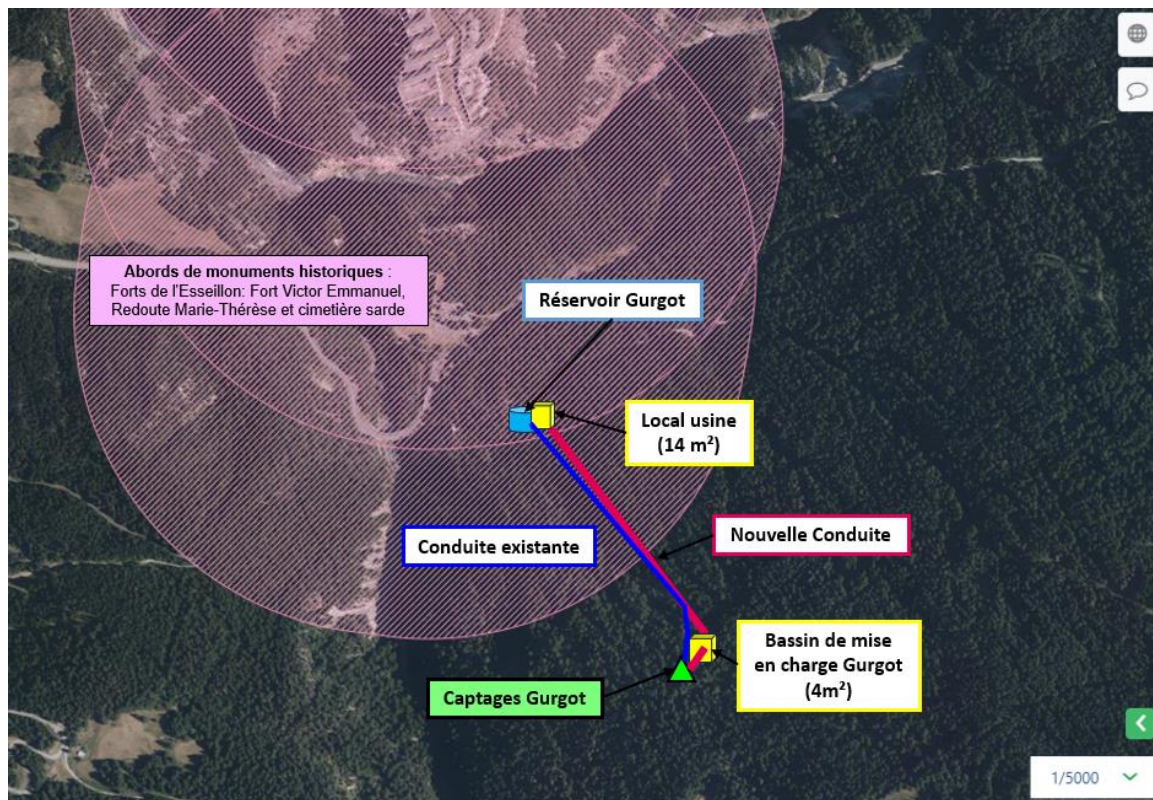 Abords de monuments historiques :
Forts de l'Esseillon: Fort Victor Emmanuel,
Redoute Marie-Thérèse et cimetière sarde
Réservoir Gurgot
Local usine
(14 m²)
Conduite existante
Nouvelle Conduite
Bassin de mise
en charge Gurgot
(4m²)
Captages Gurgot
1/5000